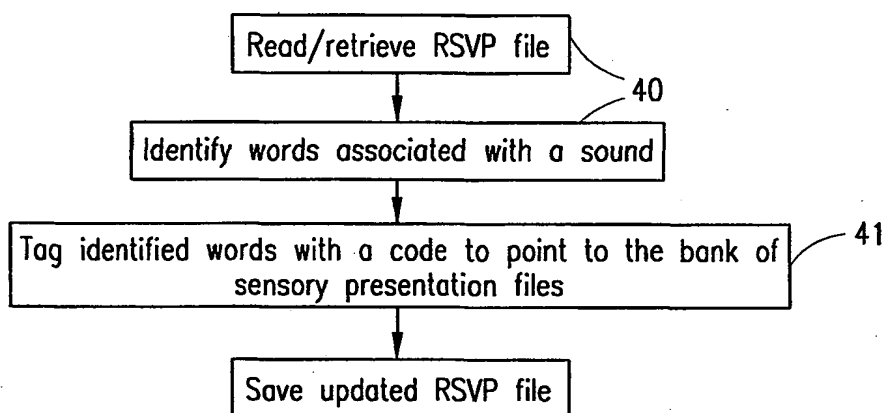 Read/retrieve RSVP file
40
Identify words associated with a sound
Tag identified words with a code to point to the bank of
sensory presentation files
41
Save updated RSVP file